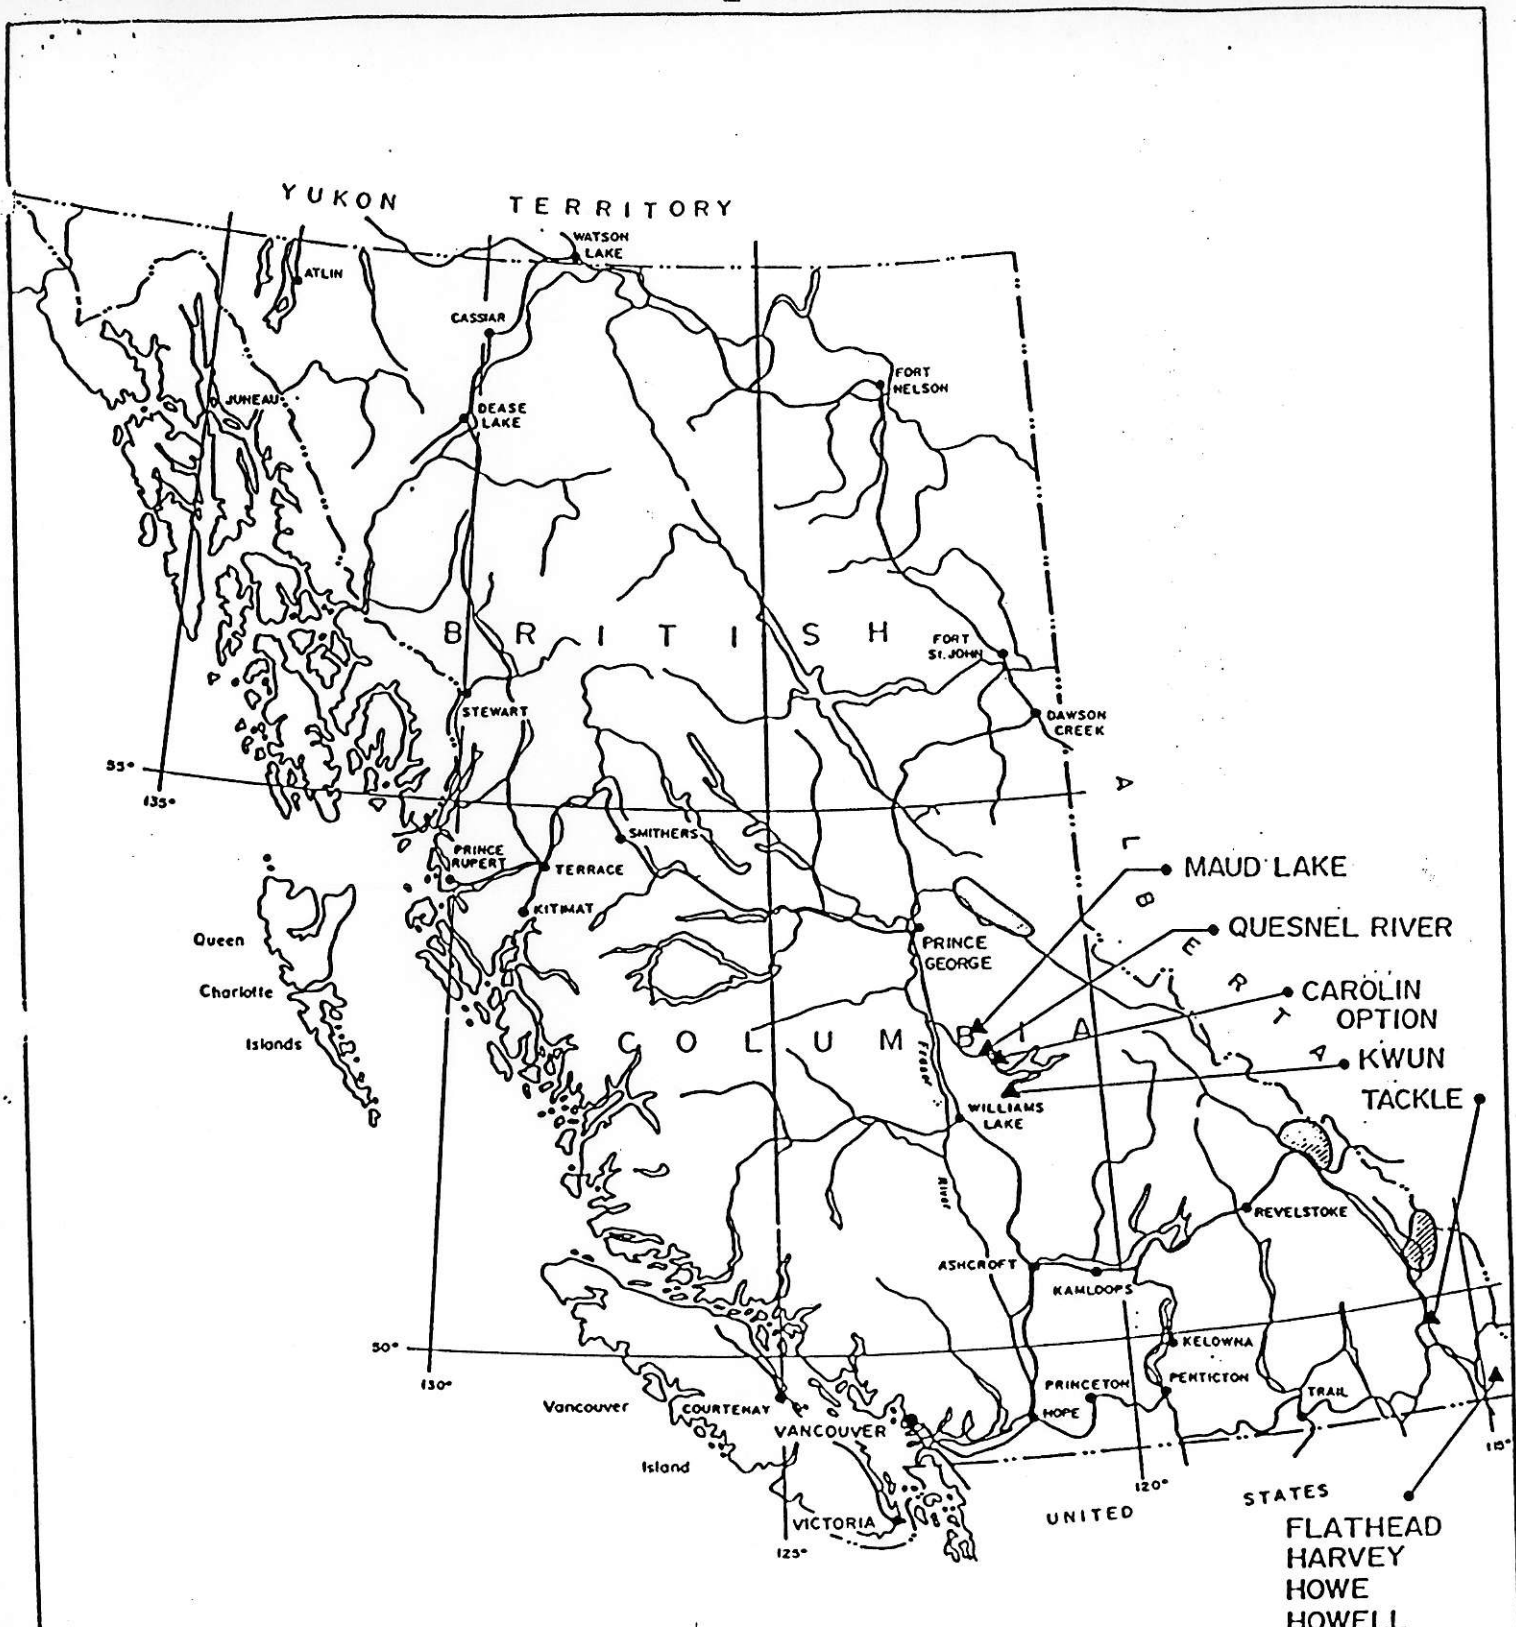 YUKON TERRITORY
WATSON
LAKE
ATLIN
CASSIAR
FORT
NELSON
JUNEAU
DEASE
LAKE
BRITISH
FORT
St. JOHN
STEWART
DAWSON
CREEK
55°
135°
ALBERTA
SMITHERS
PRINCE
RUPERT
TERRACE
MAUD LAKE
KITIMAT
QUESNEL RIVER
Queen
PRINCE
GEORGE
Charlotte
CAROLIN
OPTION
Islands
COLUMBIA
Fraser
KWUN
TACKLE
WILLIAMS
LAKE
River
REVELSTOKE
ASHCROFT
KAMLOOPS
50°
KELOWNA
130°
PRINCETON
PENTICTON
TRAIL
Vancouver
COURTENAY
HOPE
VANCOUVER
115°
Island
120°
UNITED STATES
VICTORIA
125°
FLATHEAD
HARVEY
HOWE
HOWELL